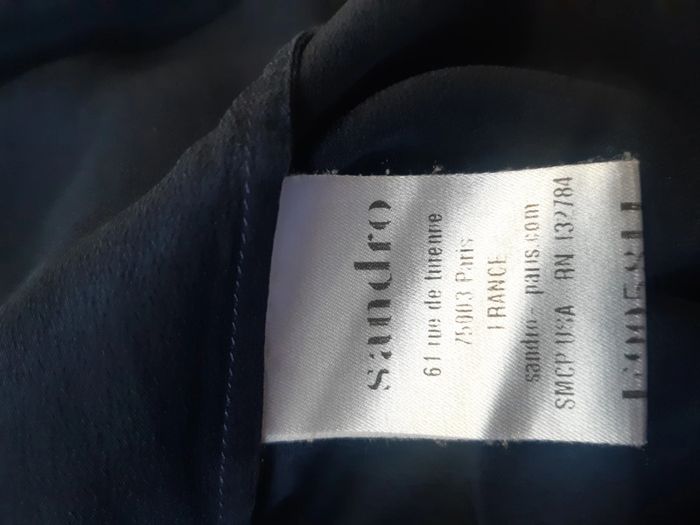 sandro
61 rue de turenne
75003 Paris
FRANCE
sandro-paris.com
SMCP USA RN 132784